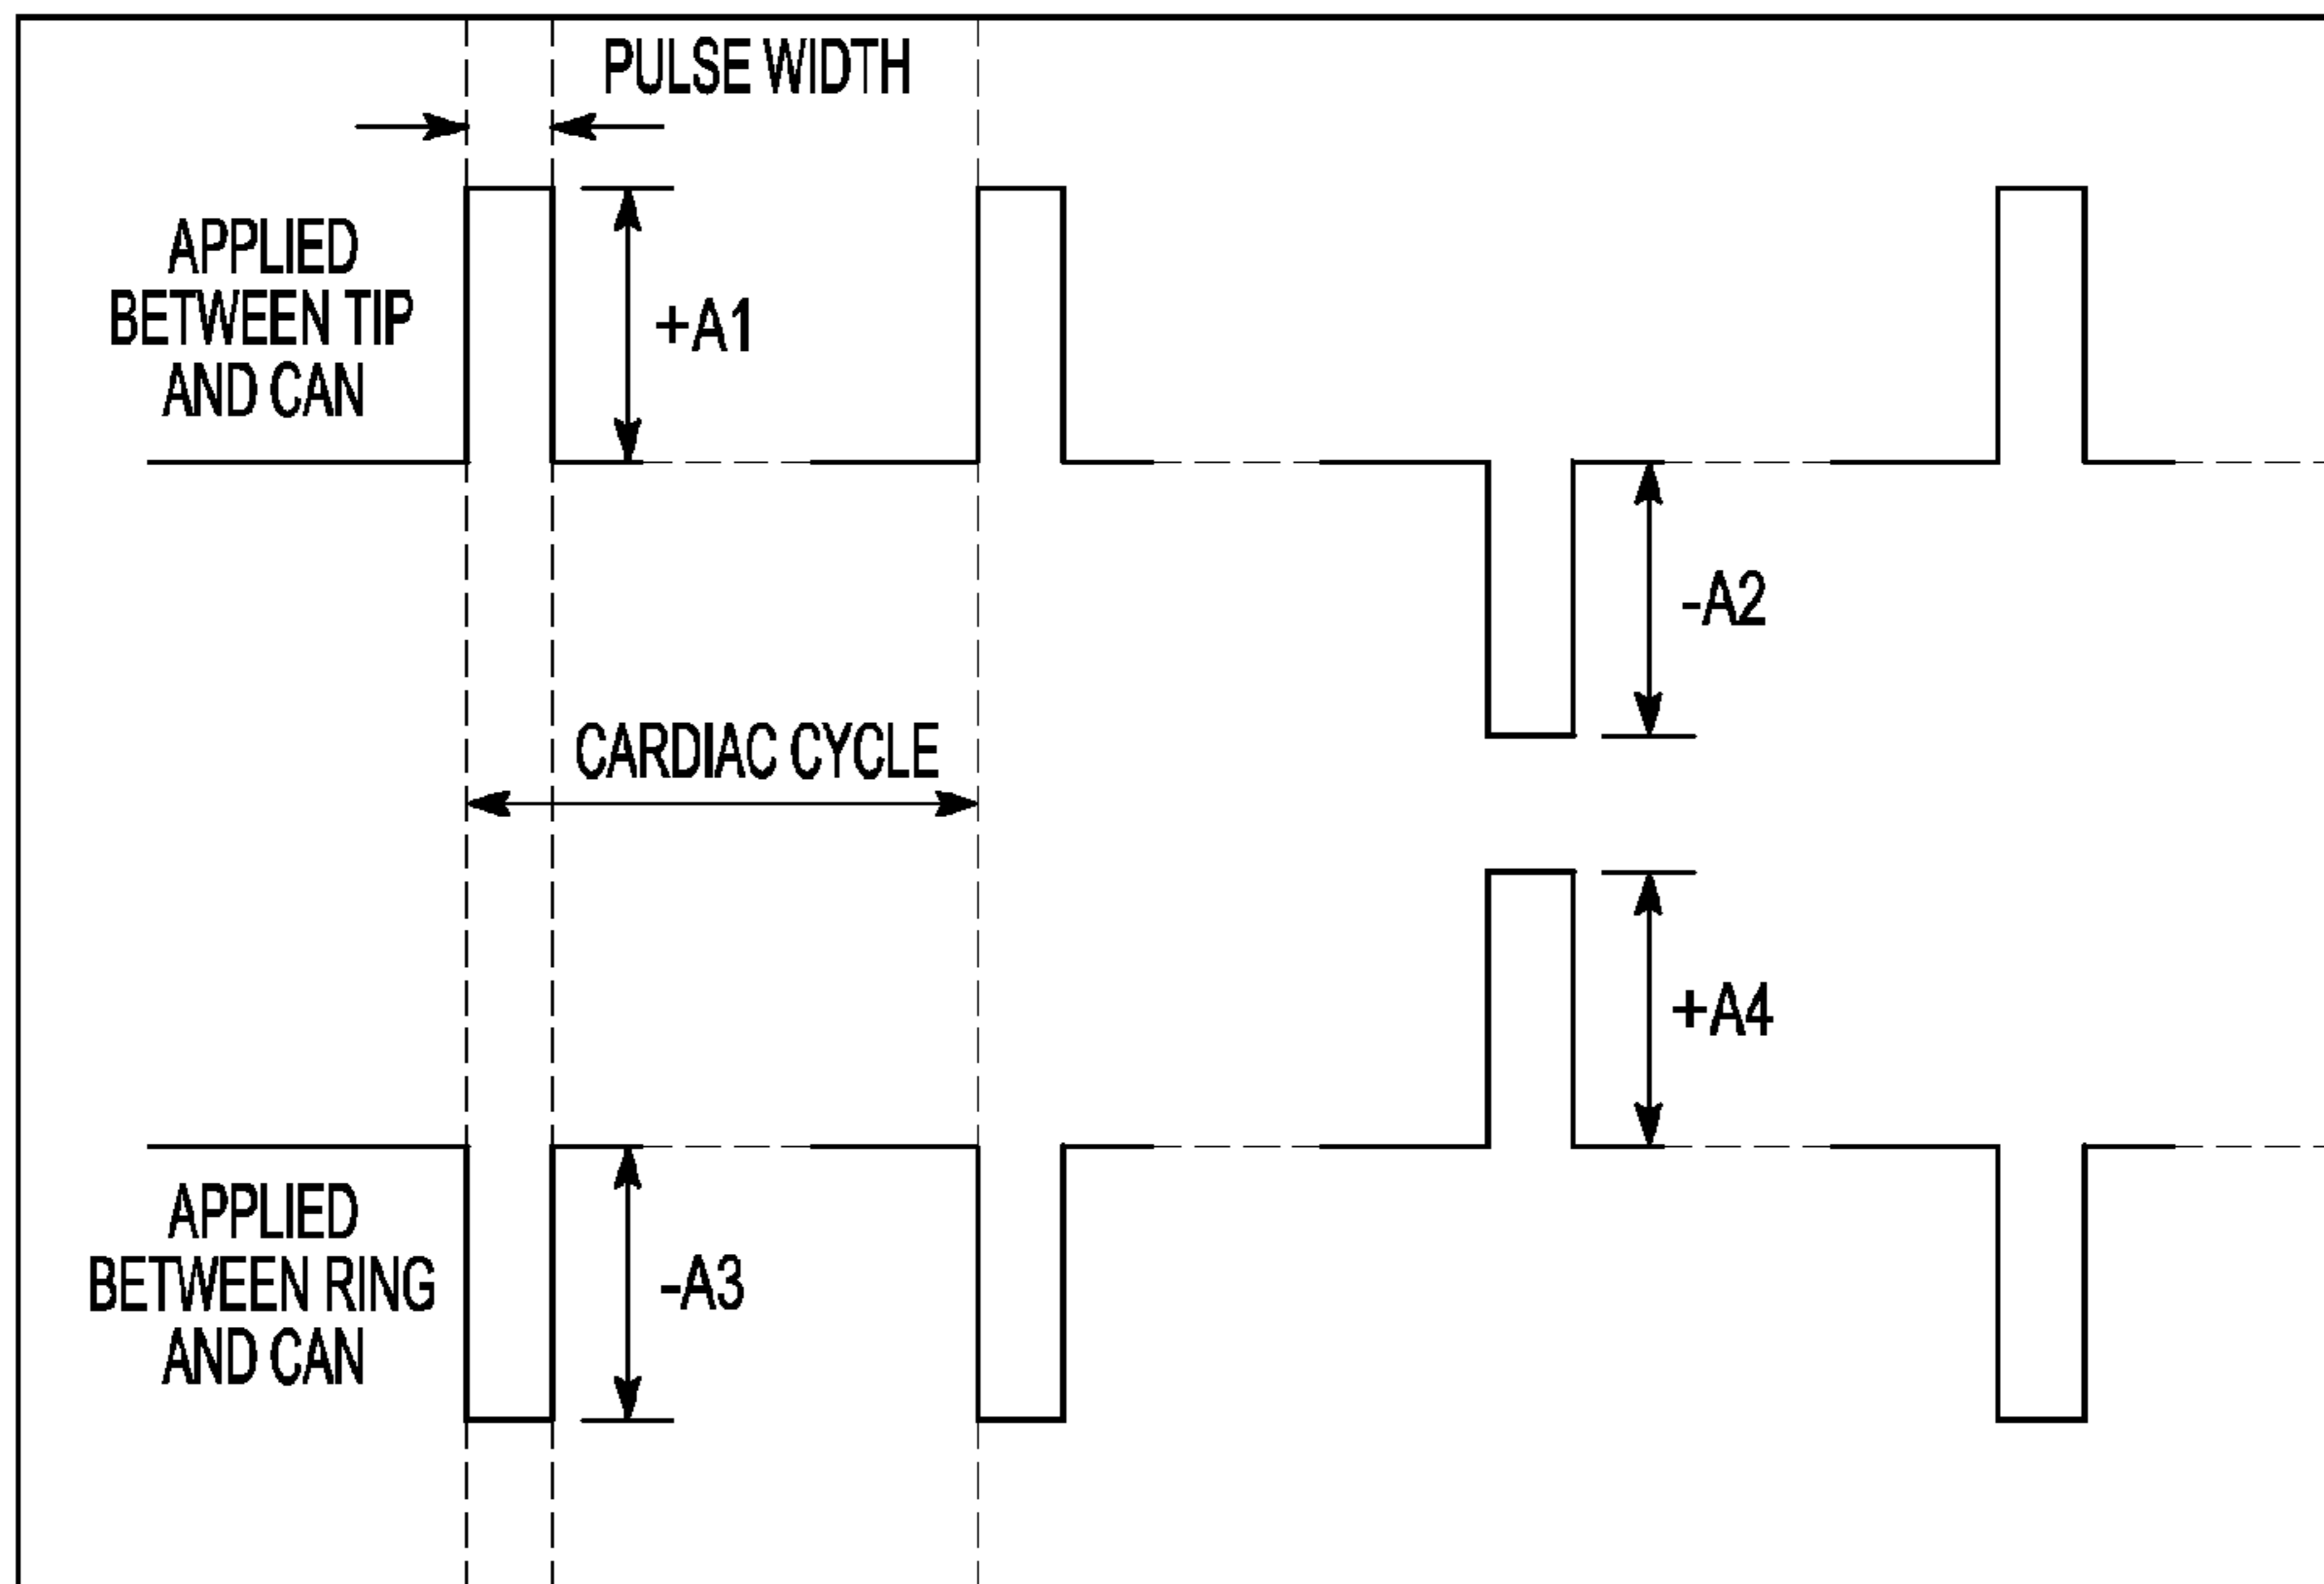 PULSE WIDTH
APPLIED
BETWEEN TIP
AND CAN
+A1
-A2
CARDIAC CYCLE
+A4
APPLIED
BETWEEN RING
AND CAN
-A3